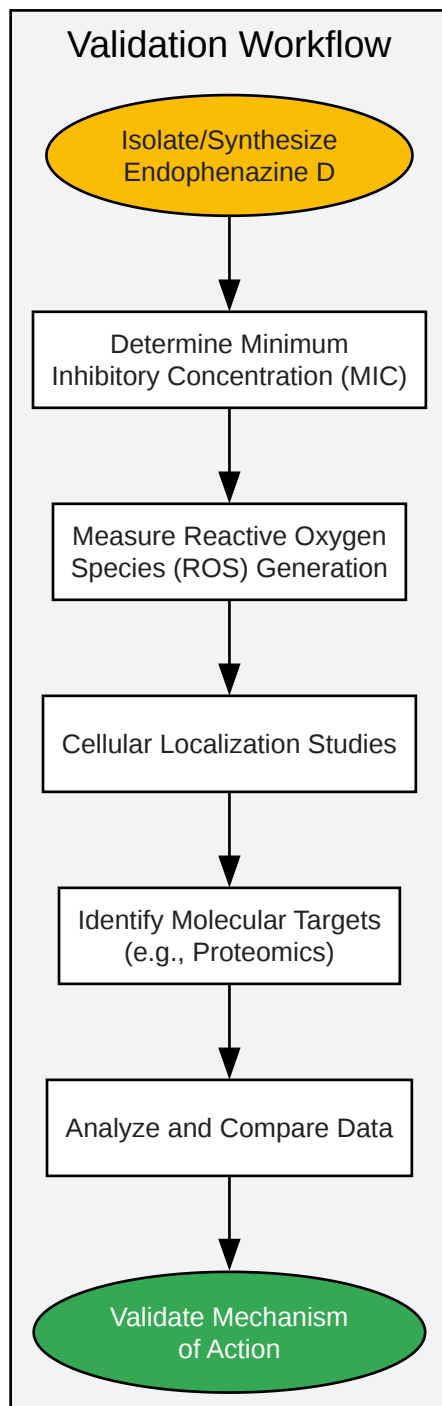 Validation Workflow
Isolate/Synthesize
Endophenazine D
Determine Minimum
Inhibitory Concentration (MIC)
Measure Reactive Oxygen
Species (ROS) Generation
Cellular Localization Studies
Identify Molecular Targets
(e.g., Proteomics)
Analyze and Compare Data
Validate Mechanism
of Action